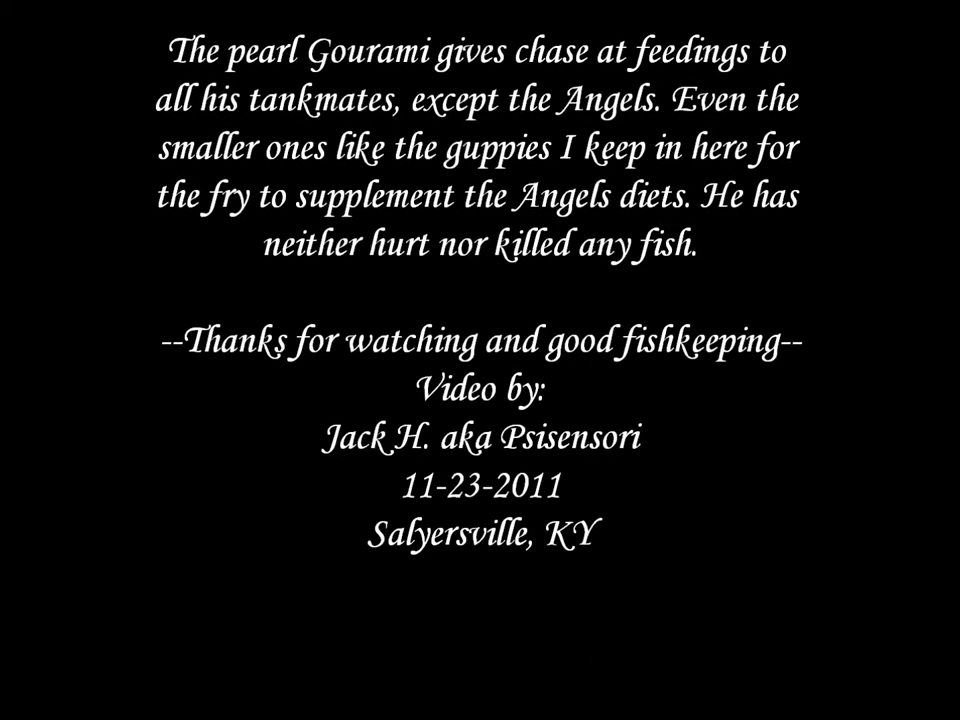 The pearl Gourami gives chase at feedings to
all his tankmates, except the Angels. Even the
smaller ones like the guppies I keep in here for
the fry to supplement the Angels diets. He has
neither hurt nor killed any fish.
--Thanks for watching and good fishkeeping--
Video by:
Jack H. aka Psisensori
11-23-2011
Salyersville, KY